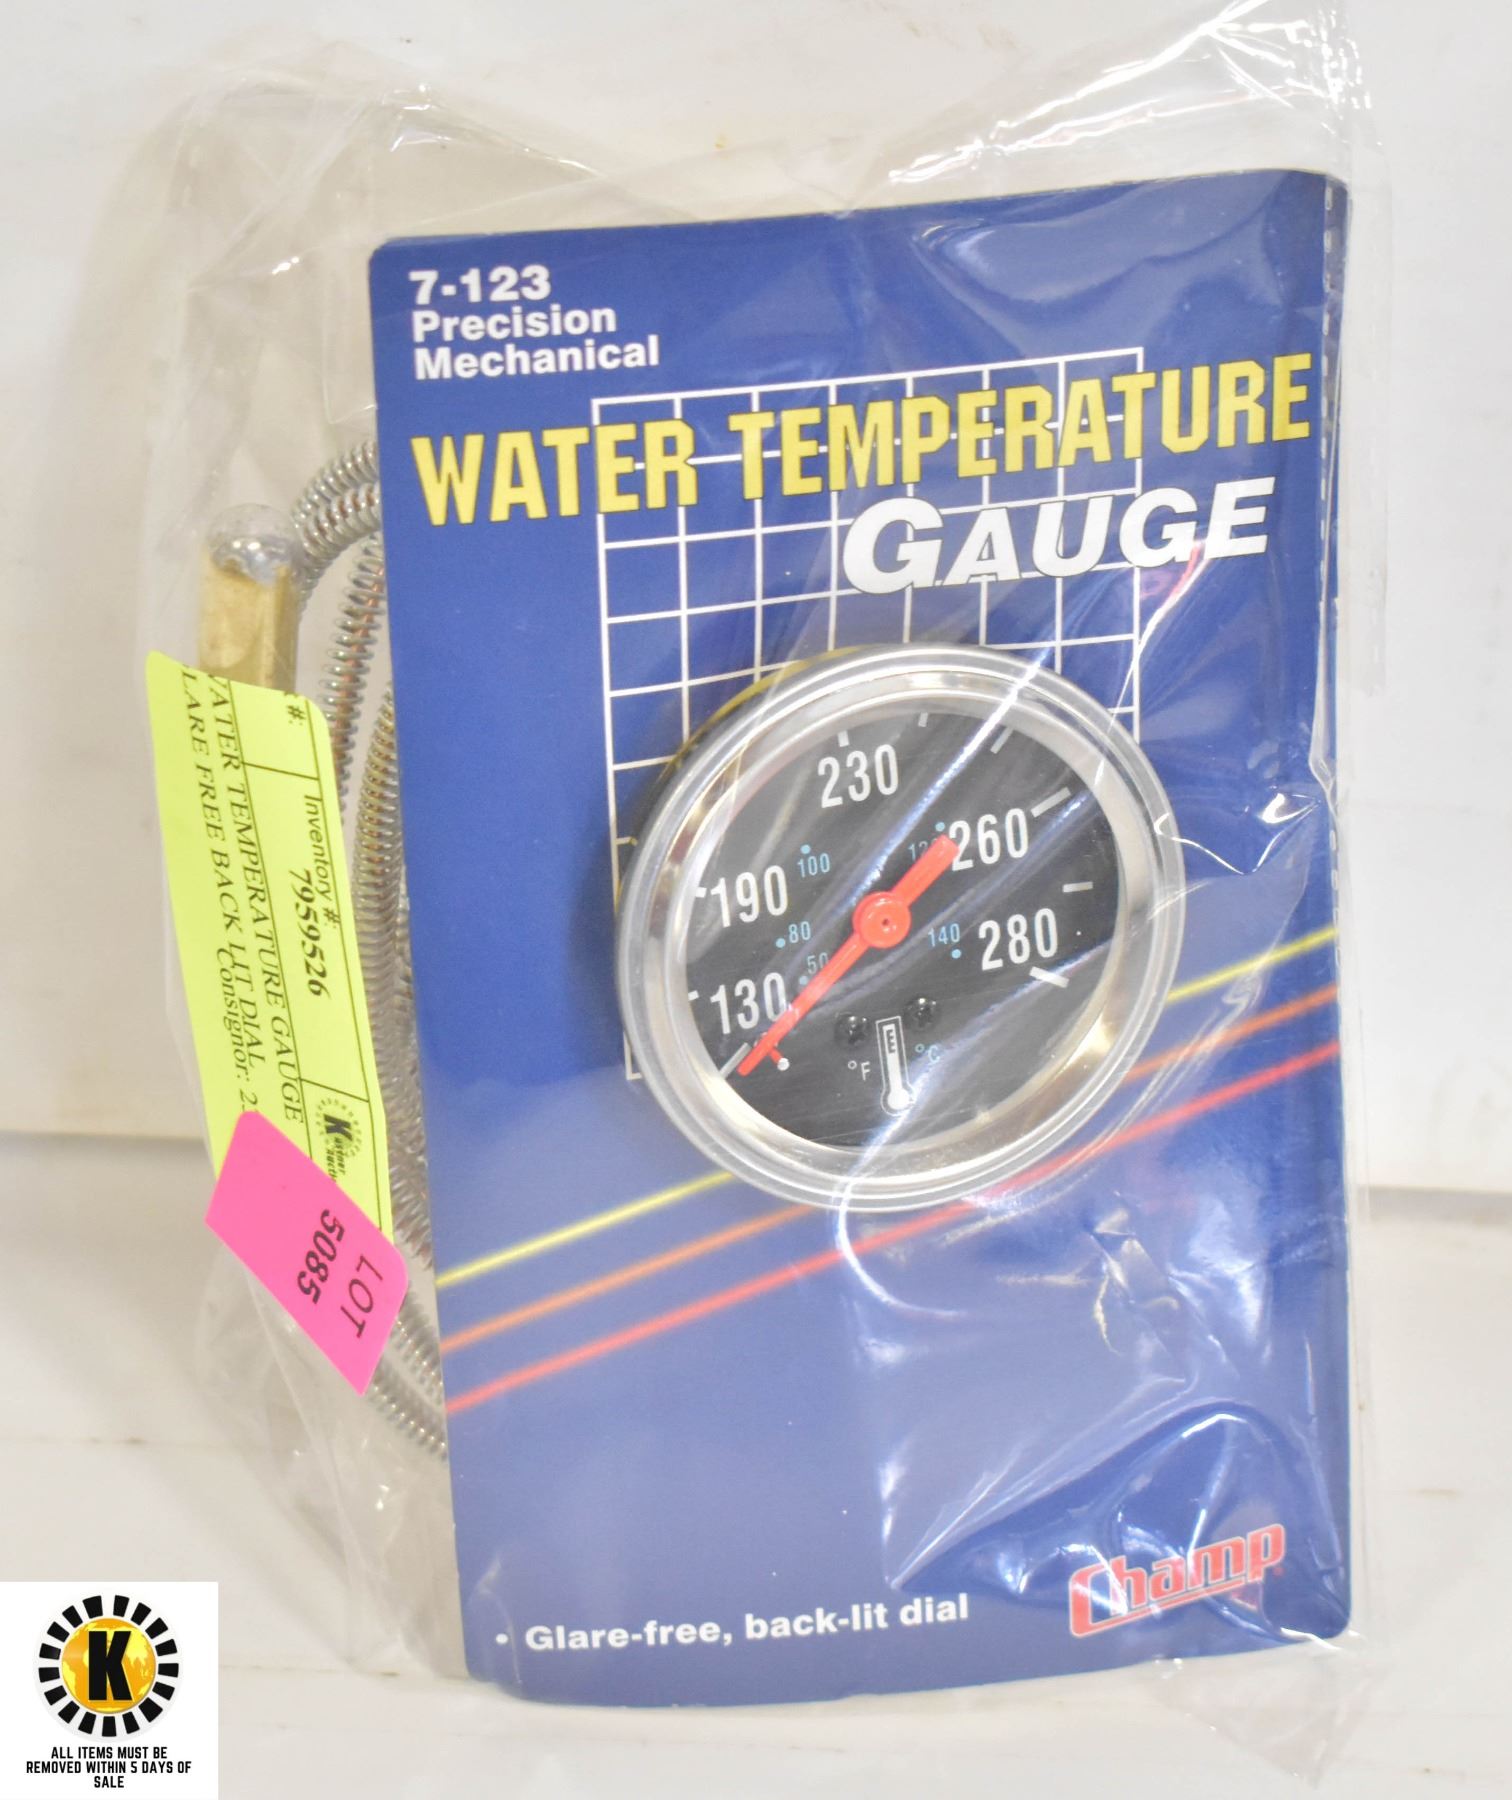 7-123
Precision
Mechanical
WATER TEMPERATURE
GAUGE
230
260
190
100
80
50
130
140
280
°F
°C
Champ
• Glare-free, back-lit dial
#:
Inventory #:
7959526
TEMPERATURE GAUGE
FREE BACK LIT DIAL
Consignor:
LOT
5085
K
ALL ITEMS MUST BE
REMOVED WITHIN 5 DAYS OF
SALE